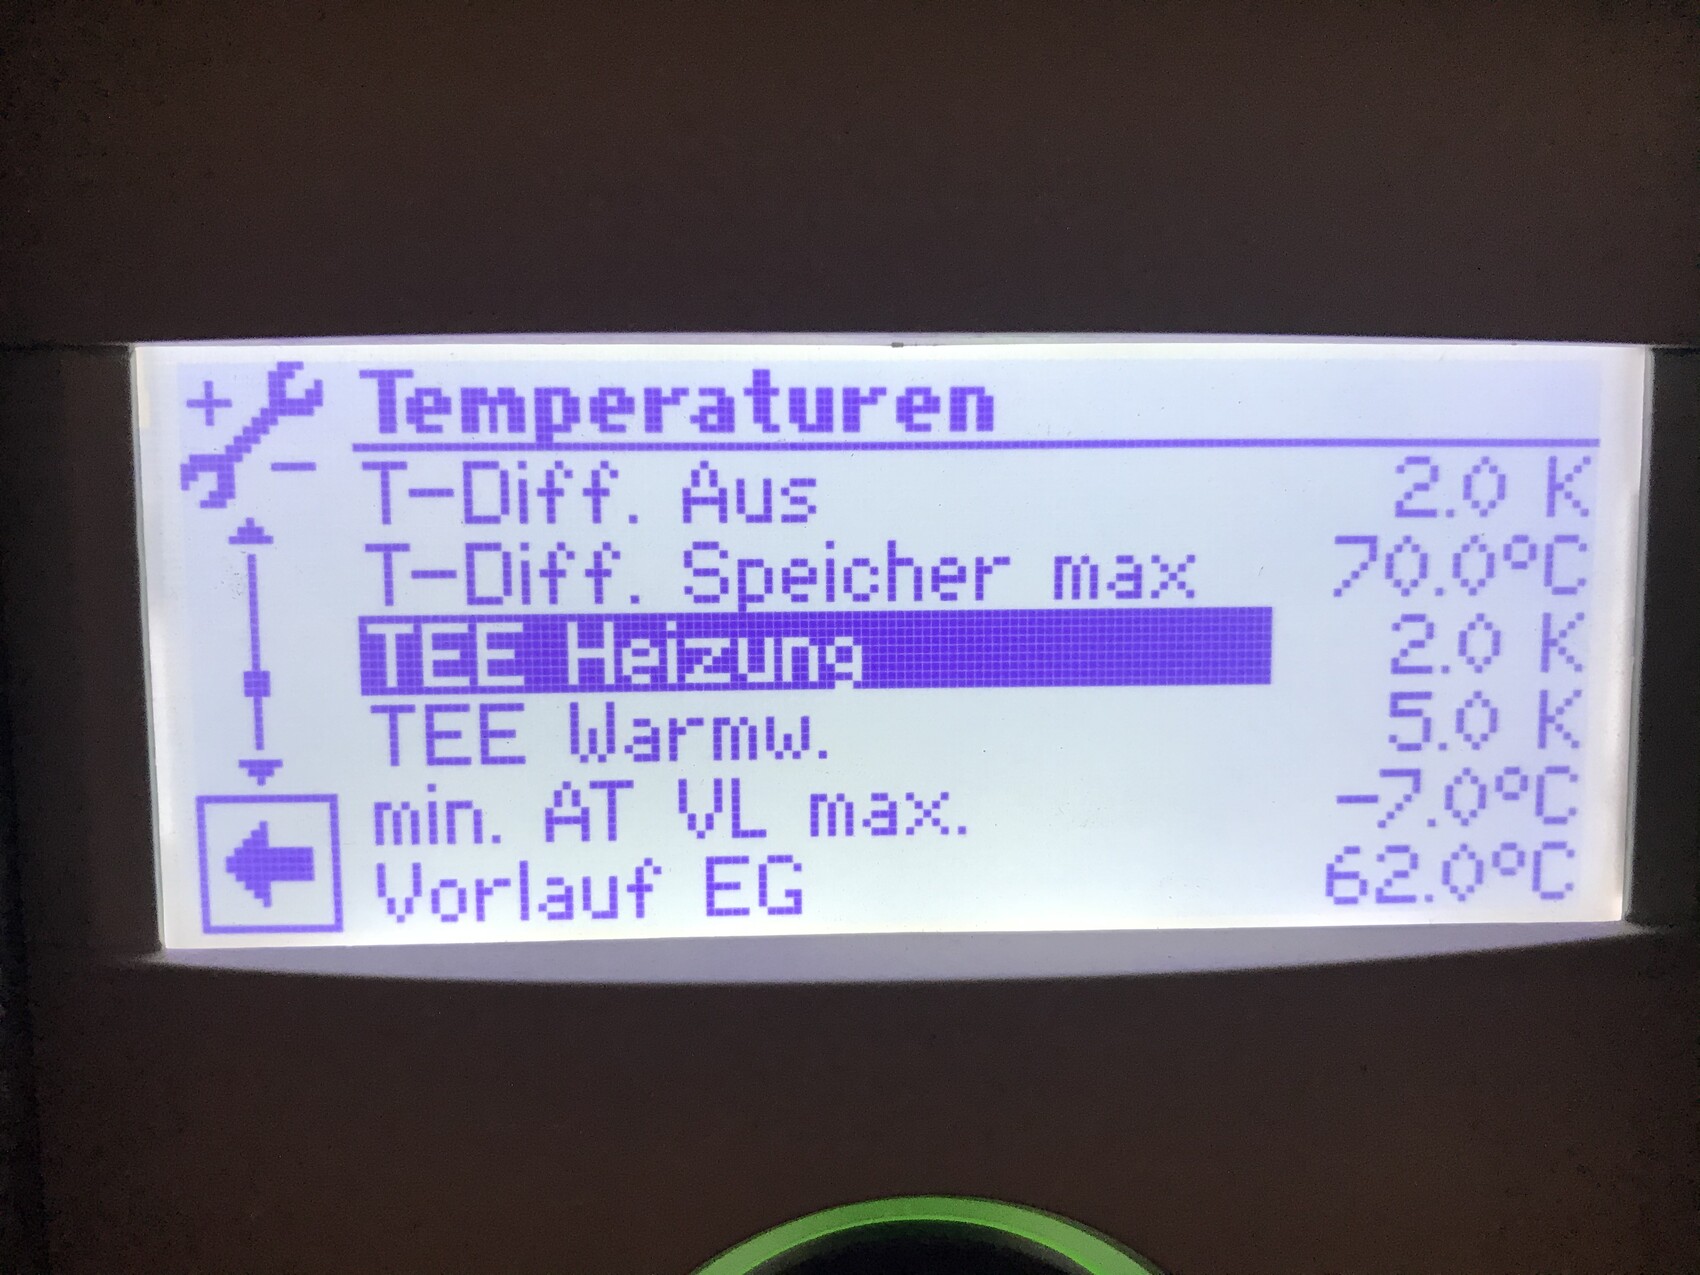 Temperaturen
T-Diff. Aus 2.0 K
T-Diff. Speicher max 70.0°C
TEE Heizung 2.0 K
TEE Warmw. 5.0 K
min. AT VL max. -7.0°C
Vorlauf EG 62.0°C